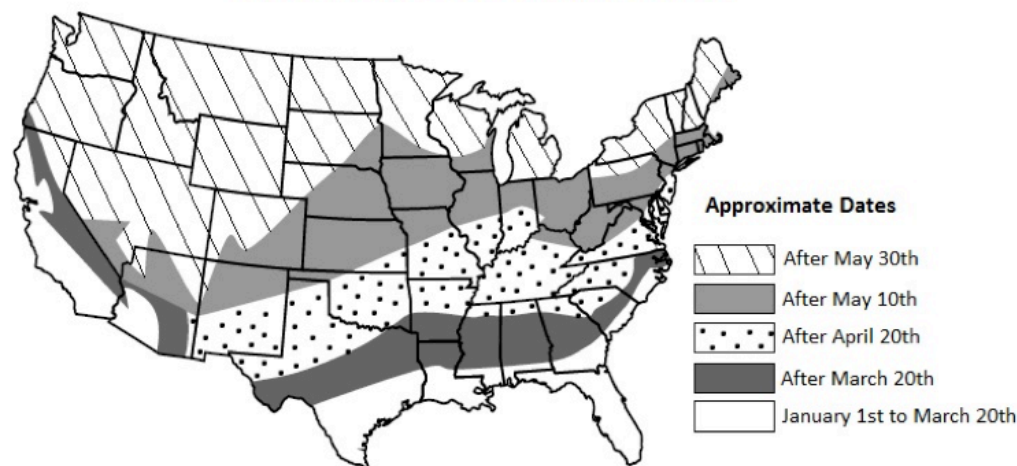 Approximate Dates
After May 30th
After May 10th
After April 20th
After March 20th
January 1st to March 20th